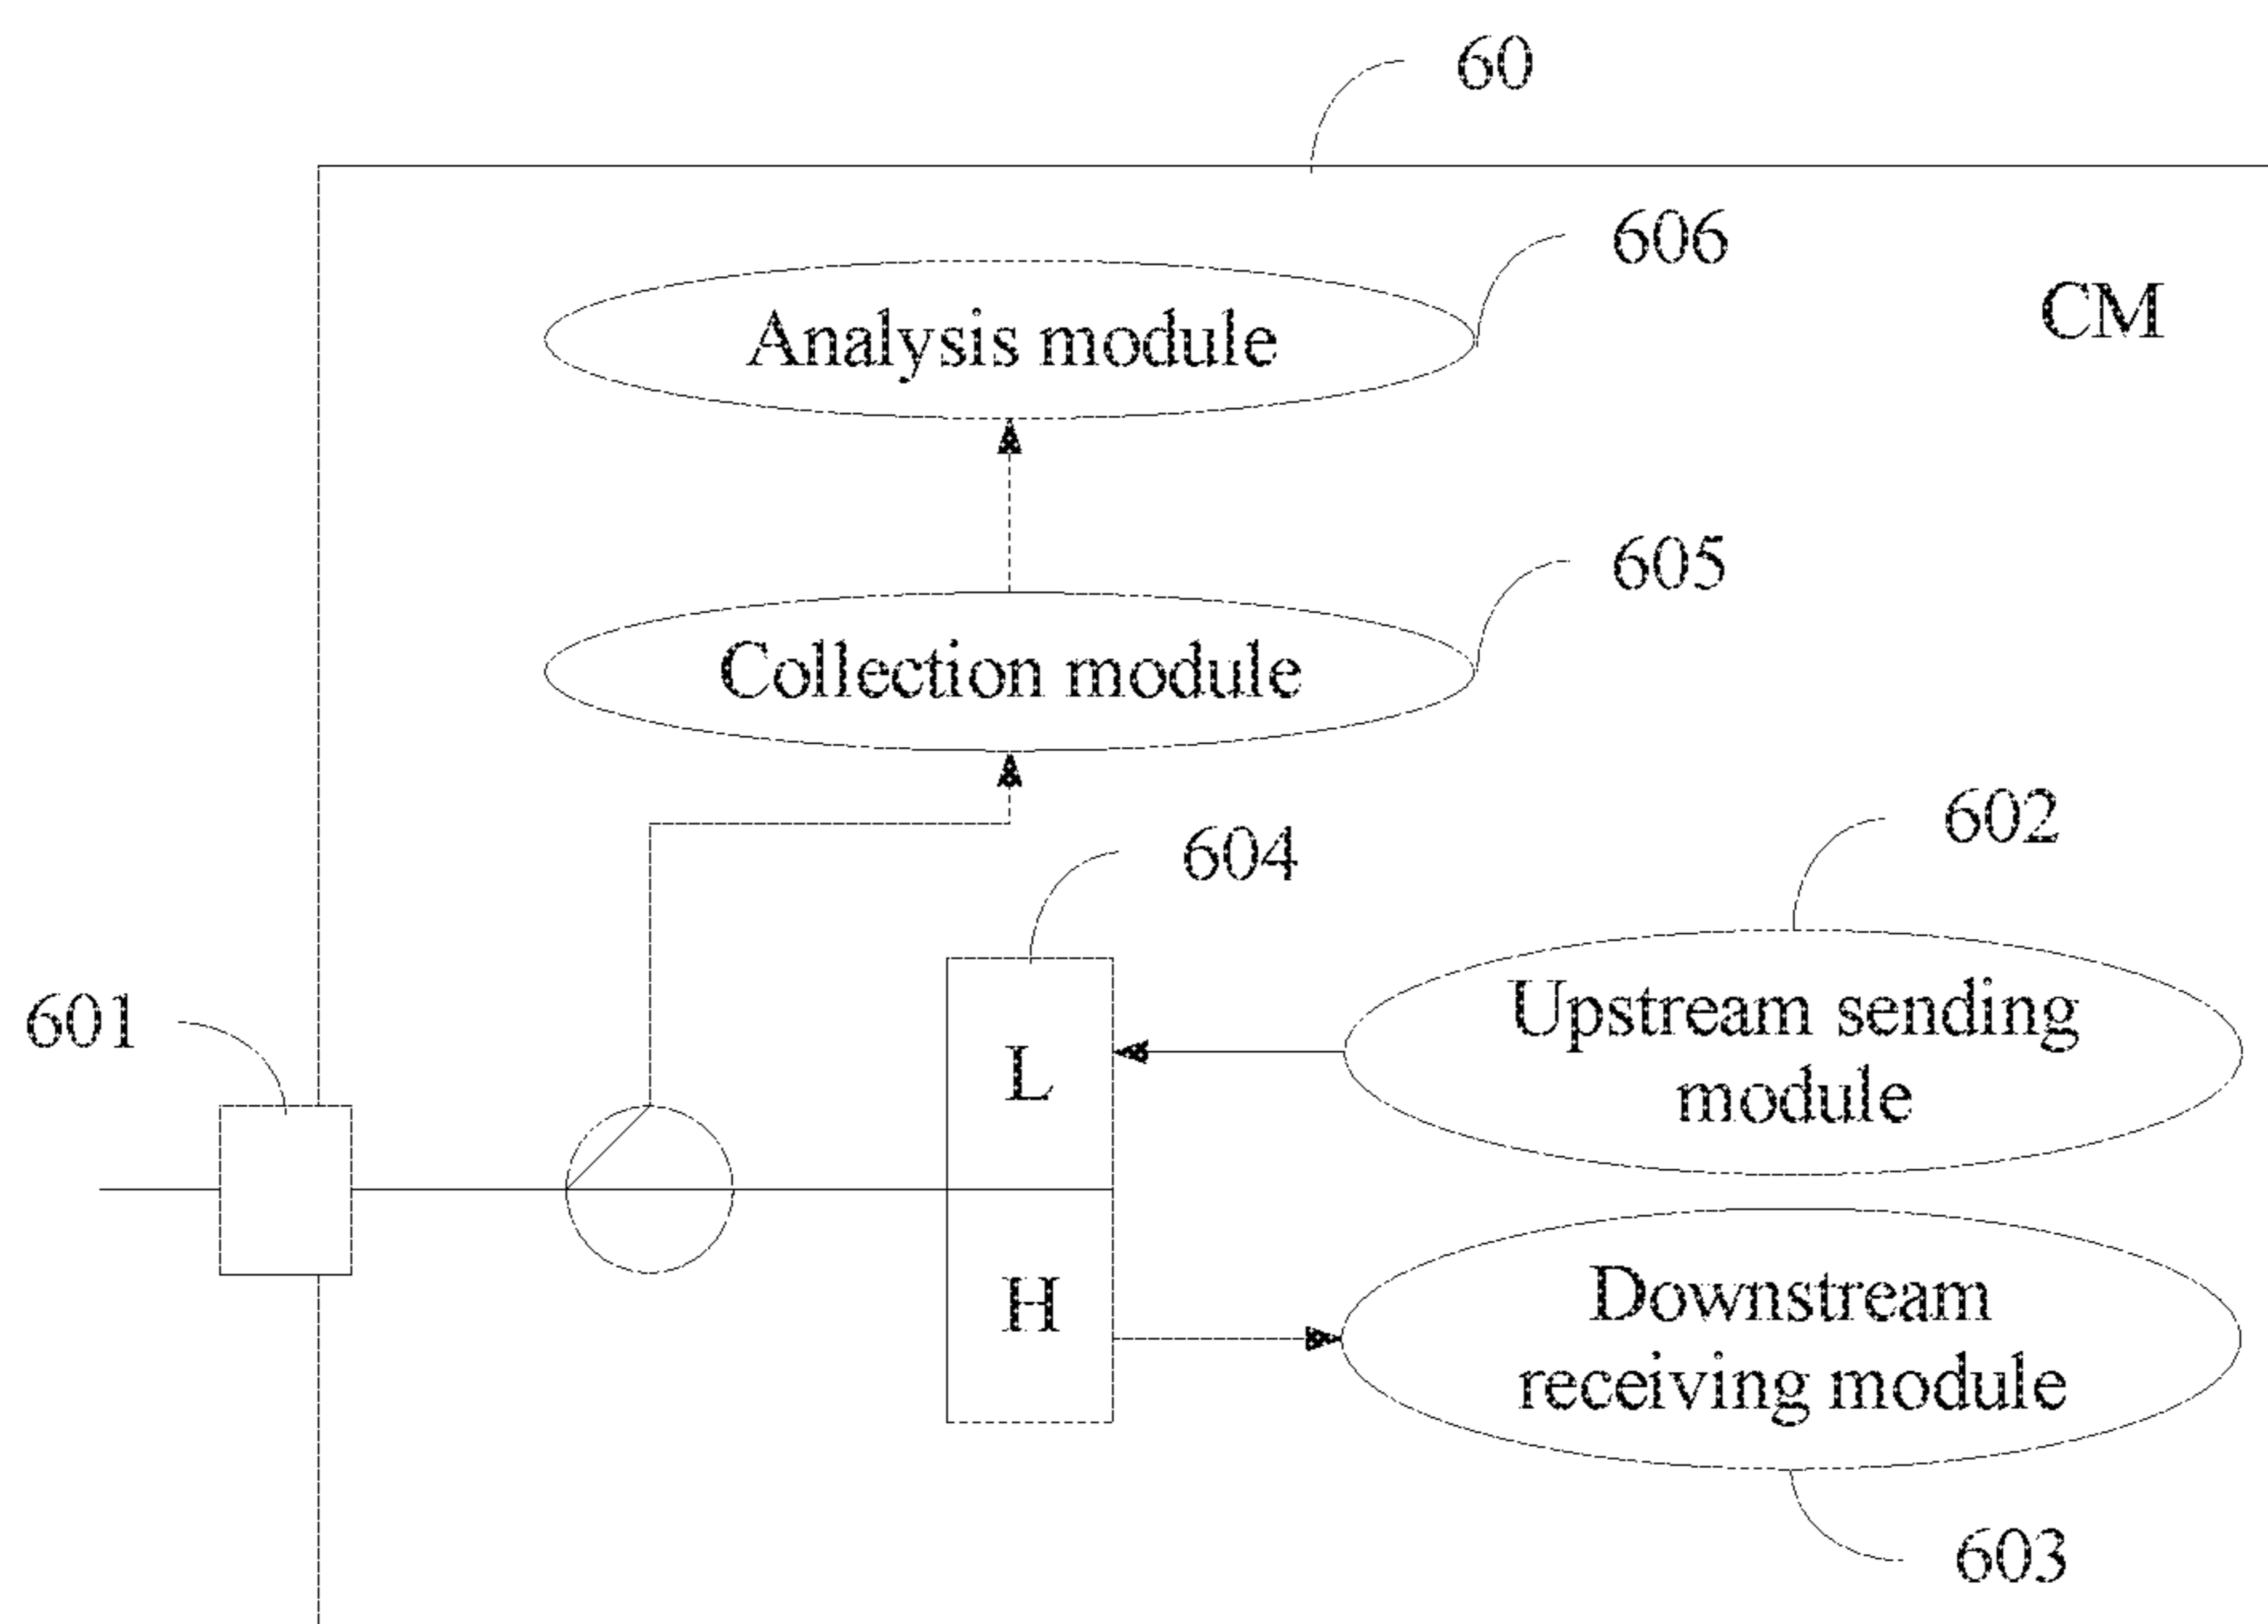 60
606
Analysis module
CM
605
Collection module
602
604
Upstream sending
module
601
L
H
Downstream
receiving module
603